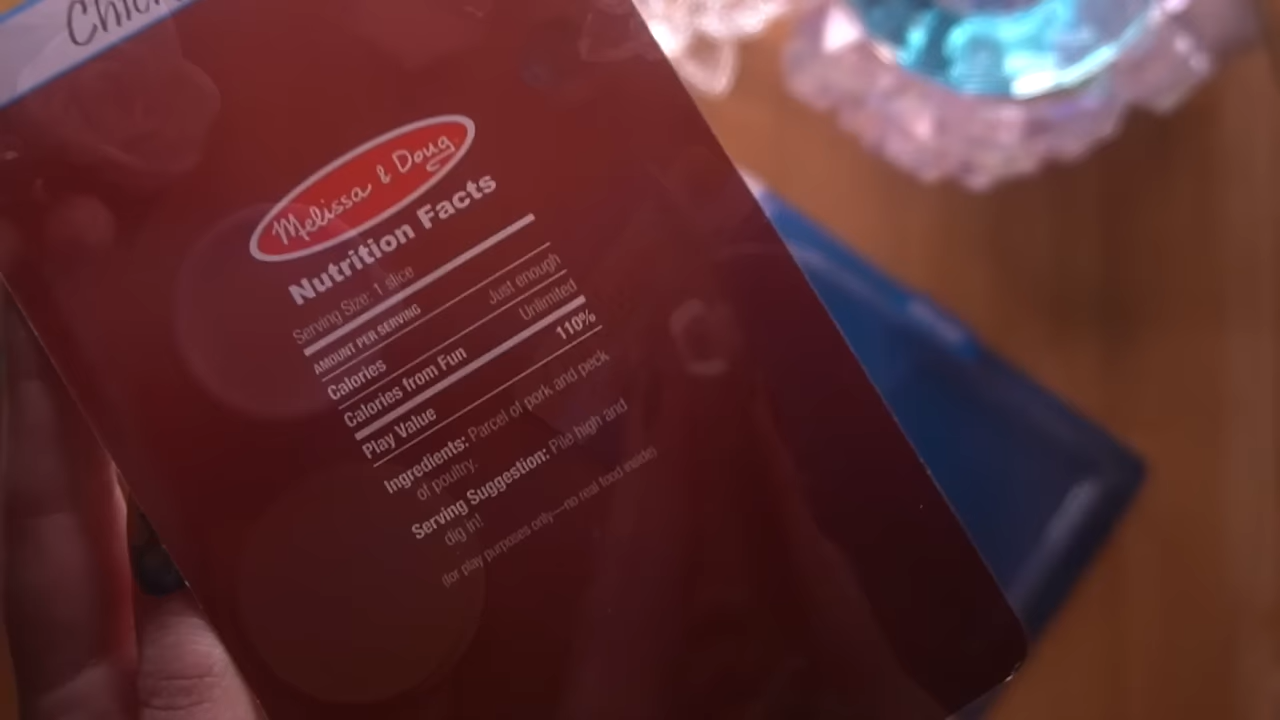 Chick
Melissa & Doug
Nutrition Facts
Serving Size: 1 slice
AMOUNT PER SERVING
Calories Just enough
Calories from Fun Unlimited
Play Value 110%
Ingredients: Parcel of pork and peck
of poultry.
Serving Suggestion: Pile high and
dig in!
(for play purposes only—no real food inside)